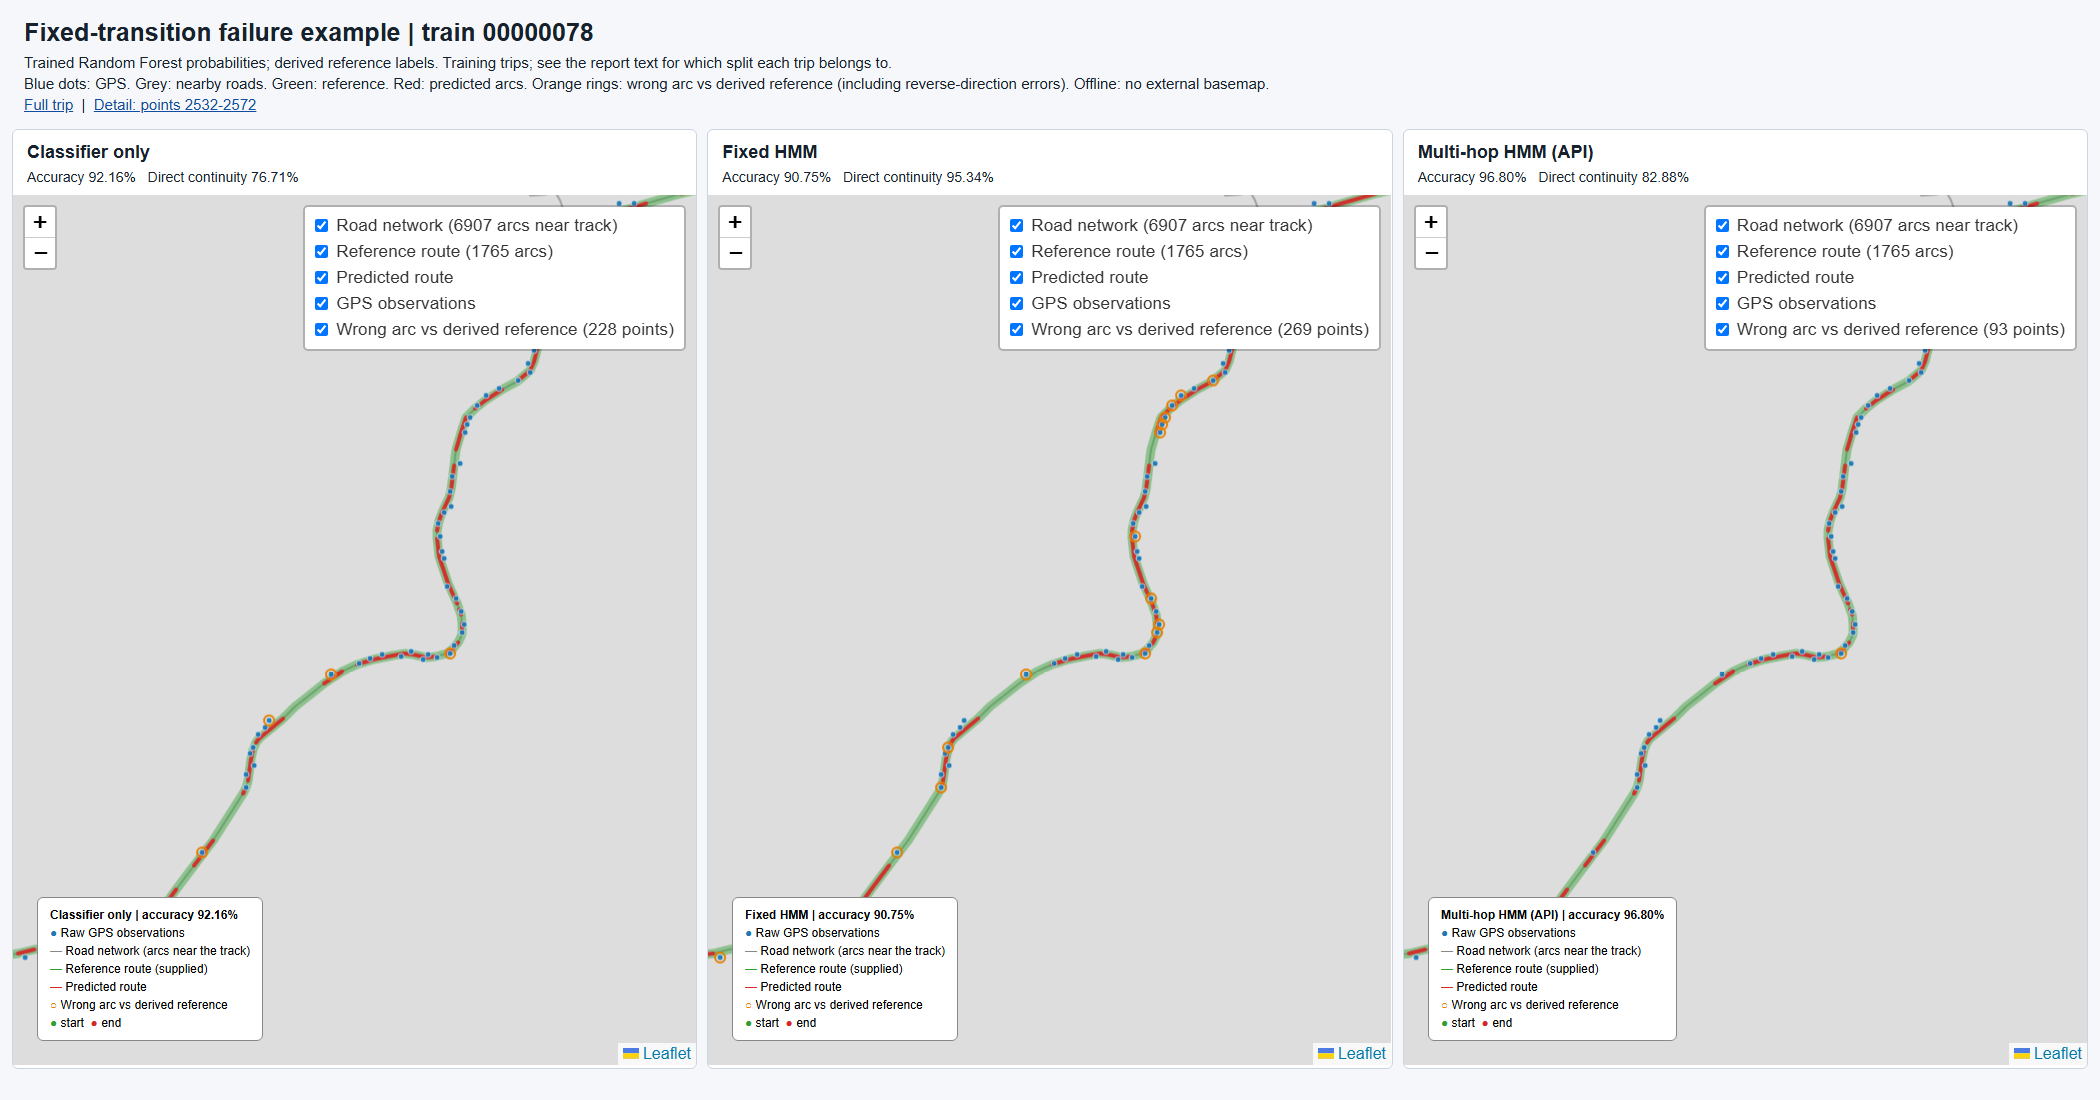 Fixed-transition failure example | train 00000078
Trained Random Forest probabilities; derived reference labels. Training trips; see the report text for which split each trip belongs to.
Blue dots: GPS. Grey: nearby roads. Green: reference. Red: predicted arcs. Orange rings: wrong arc vs derived reference (including reverse-direction errors). Offline: no external basemap.
Full trip | Detail: points 2532-2572
Classifier only
Accuracy 92.16% Direct continuity 76.71%
+
−
Road network (6907 arcs near track)
Reference route (1765 arcs)
Predicted route
GPS observations
Wrong arc vs derived reference (228 points)
Classifier only | accuracy 92.16%
Raw GPS observations
Road network (arcs near the track)
Reference route (supplied)
Predicted route
Wrong arc vs derived reference
start end
Leaflet
Fixed HMM
Accuracy 90.75% Direct continuity 95.34%
+
−
Road network (6907 arcs near track)
Reference route (1765 arcs)
Predicted route
GPS observations
Wrong arc vs derived reference (269 points)
Fixed HMM | accuracy 90.75%
Raw GPS observations
Road network (arcs near the track)
Reference route (supplied)
Predicted route
Wrong arc vs derived reference
start end
Leaflet
Multi-hop HMM (API)
Accuracy 96.80% Direct continuity 82.88%
+
−
Road network (6907 arcs near track)
Reference route (1765 arcs)
Predicted route
GPS observations
Wrong arc vs derived reference (93 points)
Multi-hop HMM (API) | accuracy 96.80%
Raw GPS observations
Road network (arcs near the track)
Reference route (supplied)
Predicted route
Wrong arc vs derived reference
start end
Leaflet